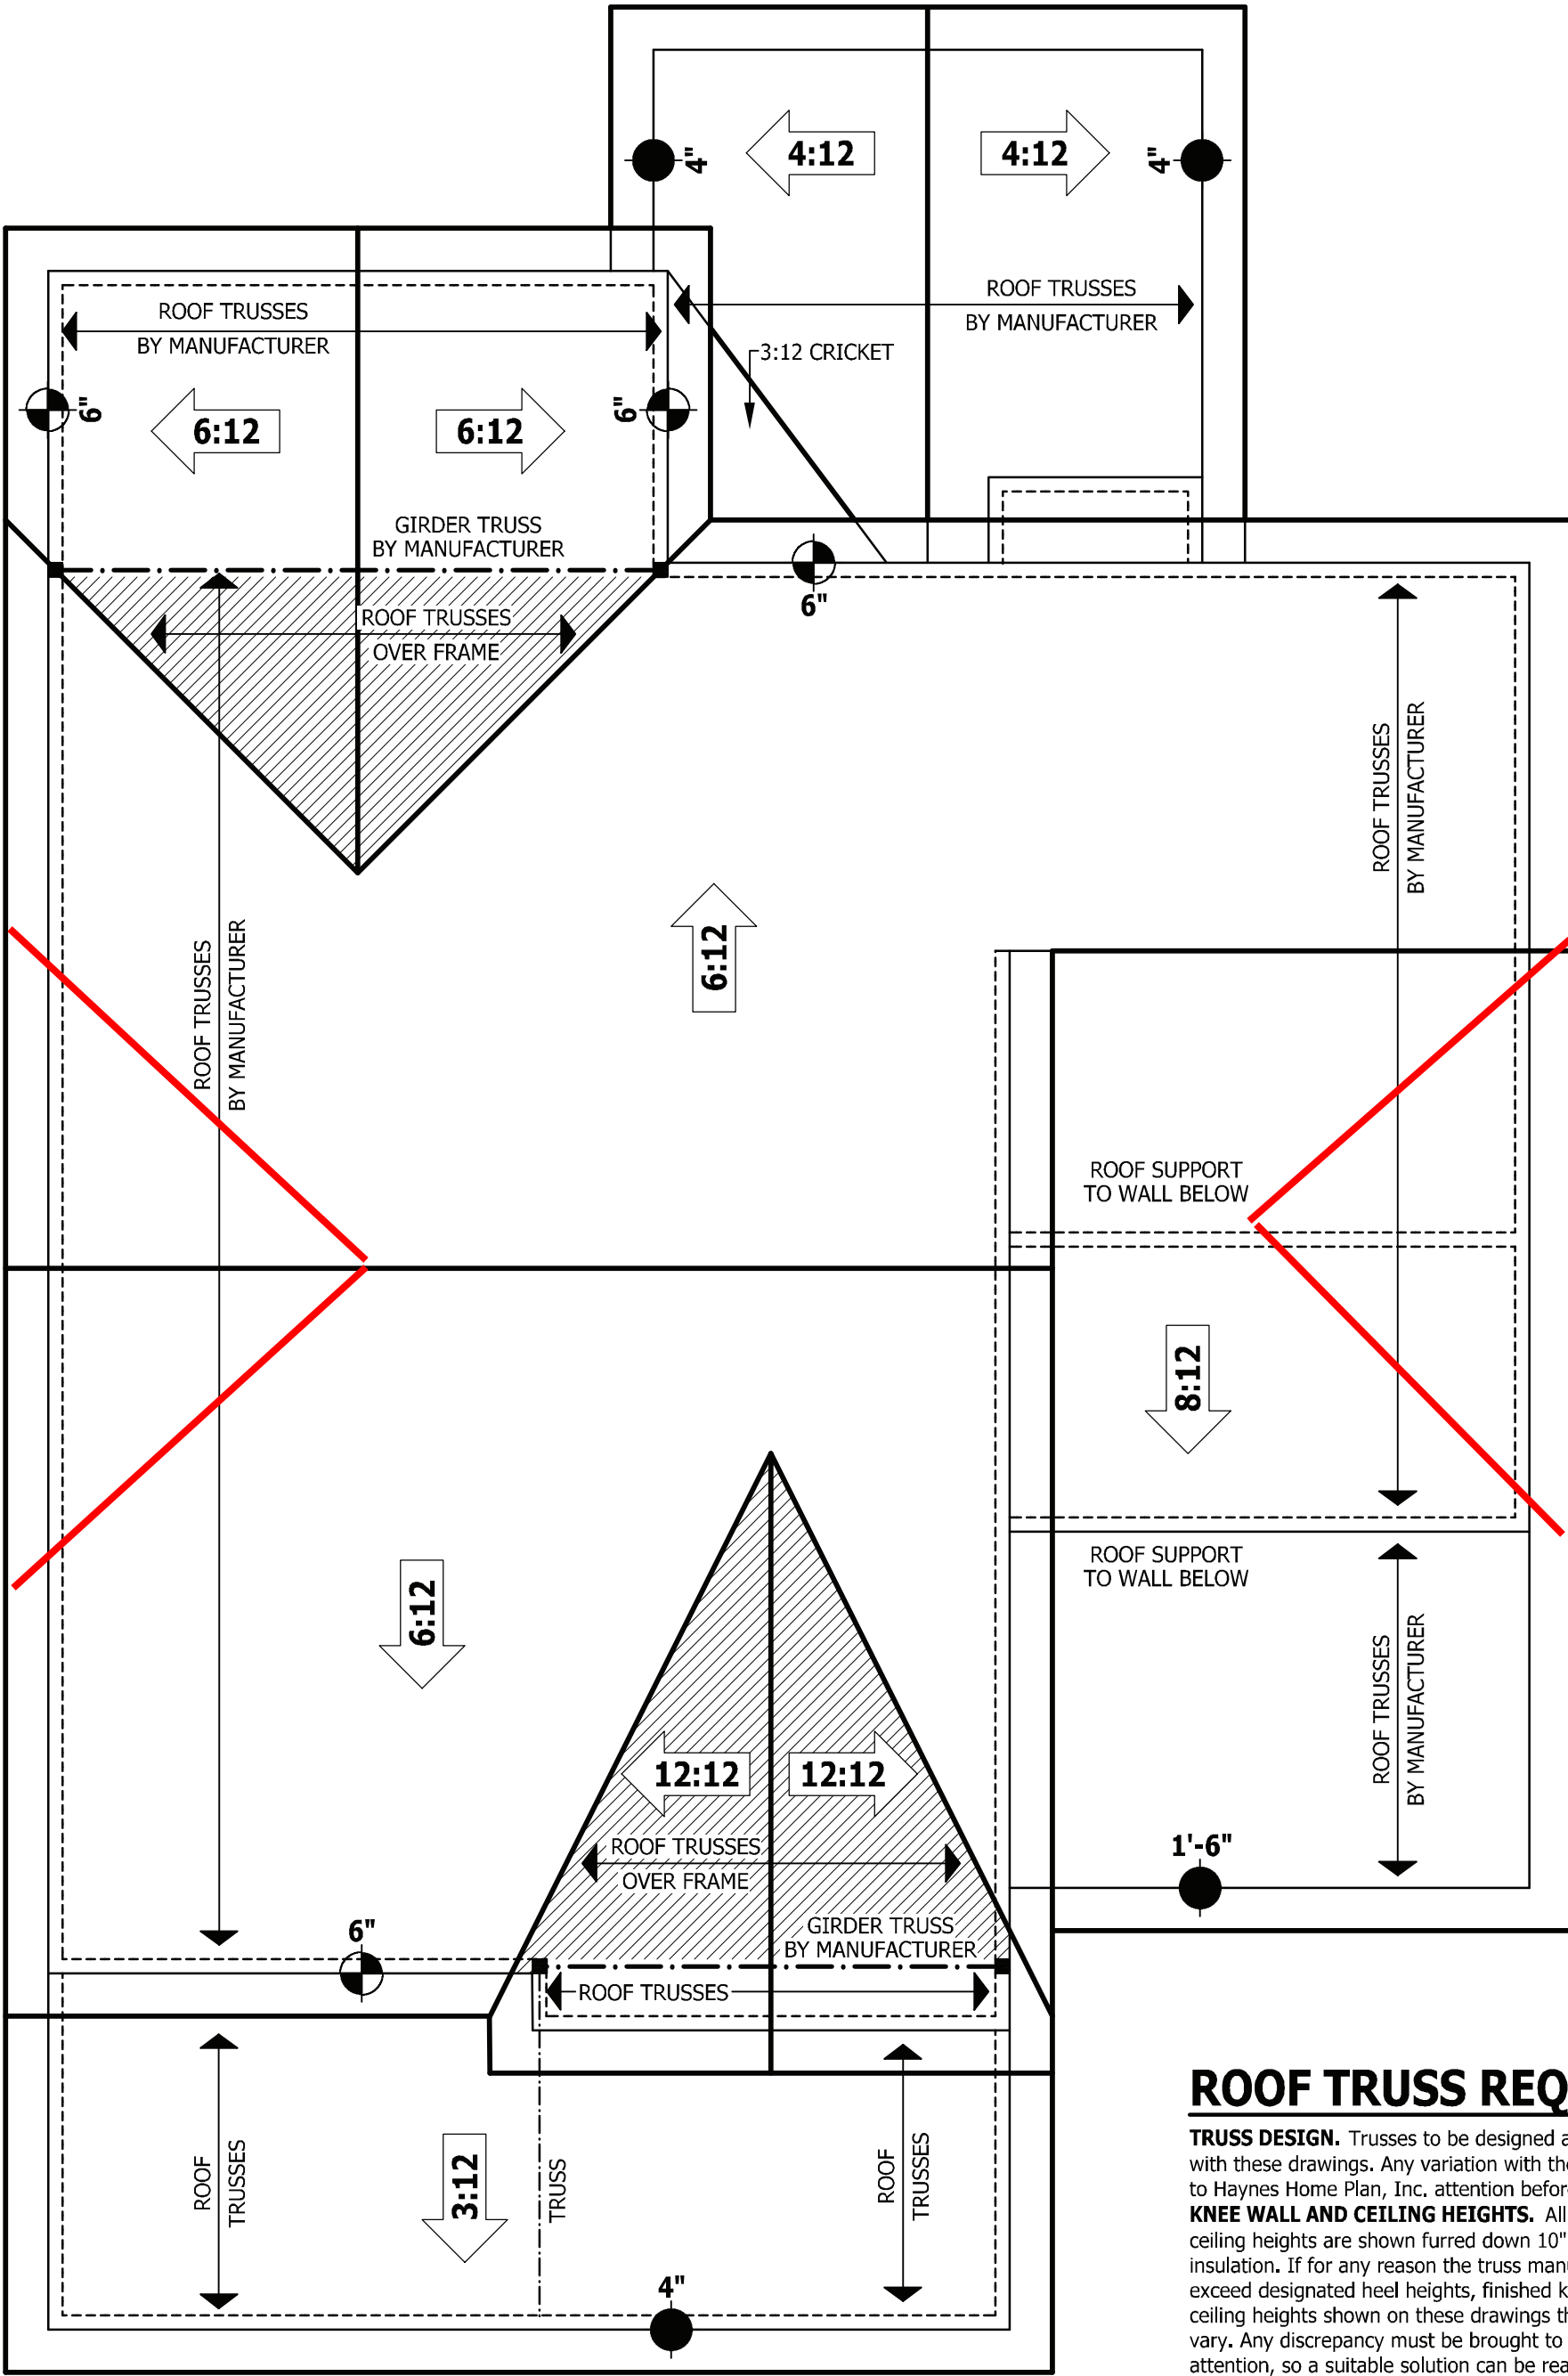 4:12
4:12
4"
4"
ROOF TRUSSES
BY MANUFACTURER
ROOF TRUSSES
BY MANUFACTURER
3:12 CRICKET
6"
6:12
6:12
6"
GIRDER TRUSS
BY MANUFACTURER
6"
ROOF TRUSSES
OVER FRAME
ROOF TRUSSES
BY MANUFACTURER
ROOF TRUSSES
BY MANUFACTURER
6:12
ROOF SUPPORT
TO WALL BELOW
8:12
ROOF SUPPORT
TO WALL BELOW
6:12
ROOF TRUSSES
BY MANUFACTURER
12:12
12:12
ROOF TRUSSES
OVER FRAME
1'-6"
6"
GIRDER TRUSS
BY MANUFACTURER
ROOF TRUSSES
ROOF
TRUSSES
3:12
TRUSS
ROOF
TRUSSES
4"
ROOF TRUSS REQ
TRUSS DESIGN. Trusses to be designed a
with these drawings. Any variation with the
to Haynes Home Plan, Inc. attention befor
KNEE WALL AND CEILING HEIGHTS. All
ceiling heights are shown furred down 10"
insulation. If for any reason the truss man
exceed designated heel heights, finished k
ceiling heights shown on these drawings th
vary. Any discrepancy must be brought to
attention, so a suitable solution can be rea